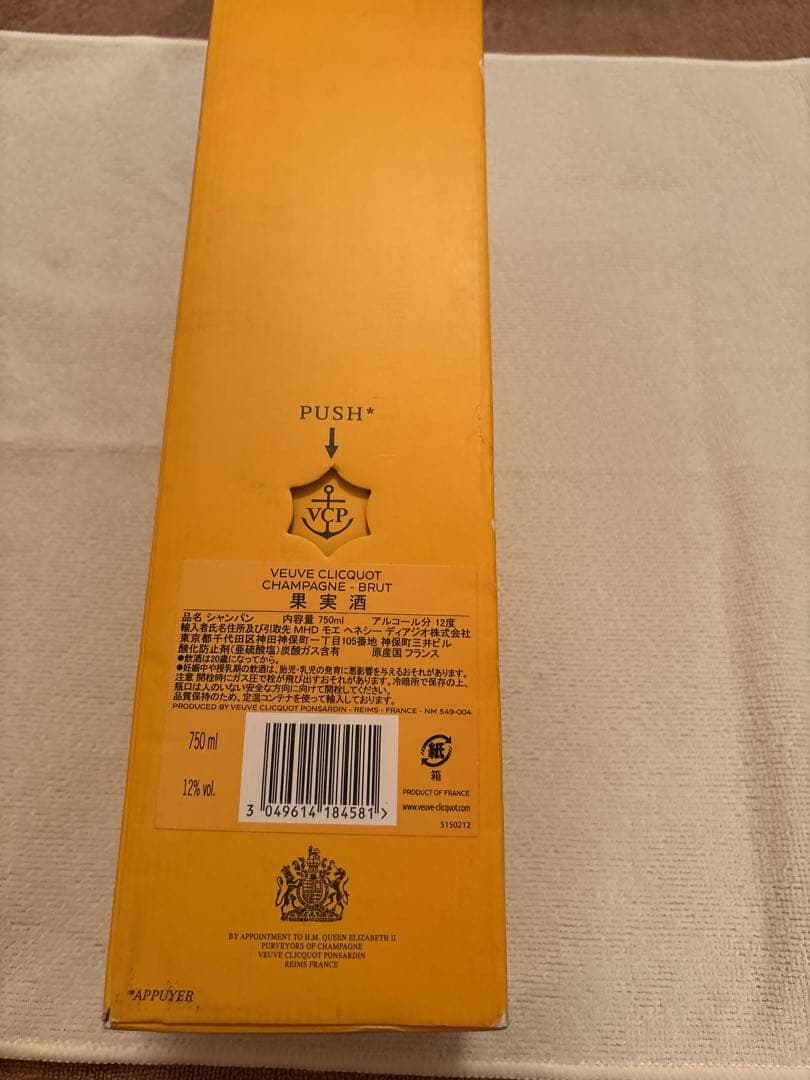 PUSH*
VCP
VEUVE CLICQUOT
CHAMPAGNE - BRUT
果実酒
品名 シャンパン 内容量 750ml アルコール分 12度
輸入者氏名住所及び引取先 MHD モエ ヘネシー ディアジオ株式会社
東京都千代田区神田神保町一丁目105番地 神保町三井ビル
酸化防止剤(亜硫酸塩)炭酸ガス含有 原産国 フランス
●飲酒は20歳になってから。
●妊娠中や授乳期の飲酒は、胎児・乳児の発育に悪影響を与えるおそれがあります。
注意 開栓時にガス圧で栓が飛び出すおそれがあります。冷暗所で保存の上、
瓶口は人のいない安全な方向に向けて開栓してください。
品質保持のため、定温コンテナを使って輸入しております。
PRODUCED BY VEUVE CLICQUOT PONSARDIN - REIMS - FRANCE - NM 549-004
750 ml
12% vol.
3 049614 184581 >
紙
箱
PRODUCT OF FRANCE
www.veuve-clicquot.com
5150212
BY APPOINTMENT TO H.M. QUEEN ELIZABETH II
PURVEYORS OF CHAMPAGNE
VEUVE CLICQUOT PONSARDIN
REIMS FRANCE
*APPUYER